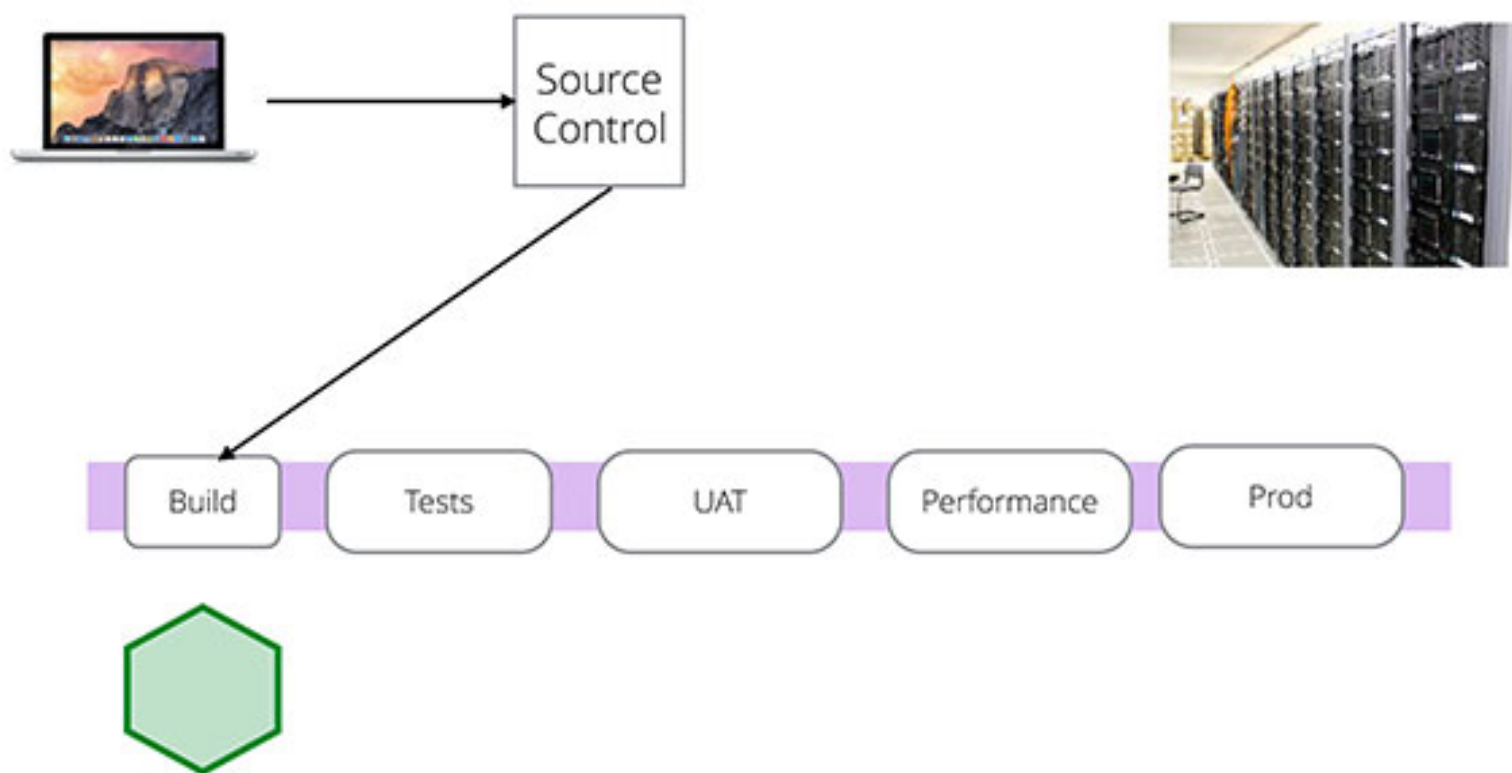 Source
Control
Build
Tests
UAT
Performance
Prod